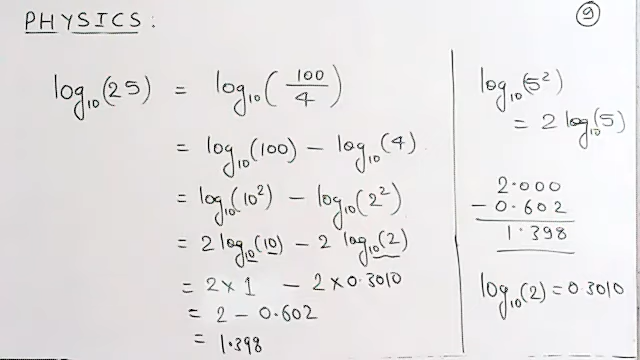 PHYSICS:
9
log₁₀(25) = log₁₀(100/4)
= log₁₀(100) - log₁₀(4)
= log₁₀(10²) - log₁₀(2²)
= 2 log₁₀(10) - 2 log₁₀(2)
= 2×1 - 2×0.3010
= 2 - 0.602
= 1.398
log₁₀(5²)
= 2 log₁₀(5)
2.000
- 0.602
1.398
log₁₀(2) = 0.3010